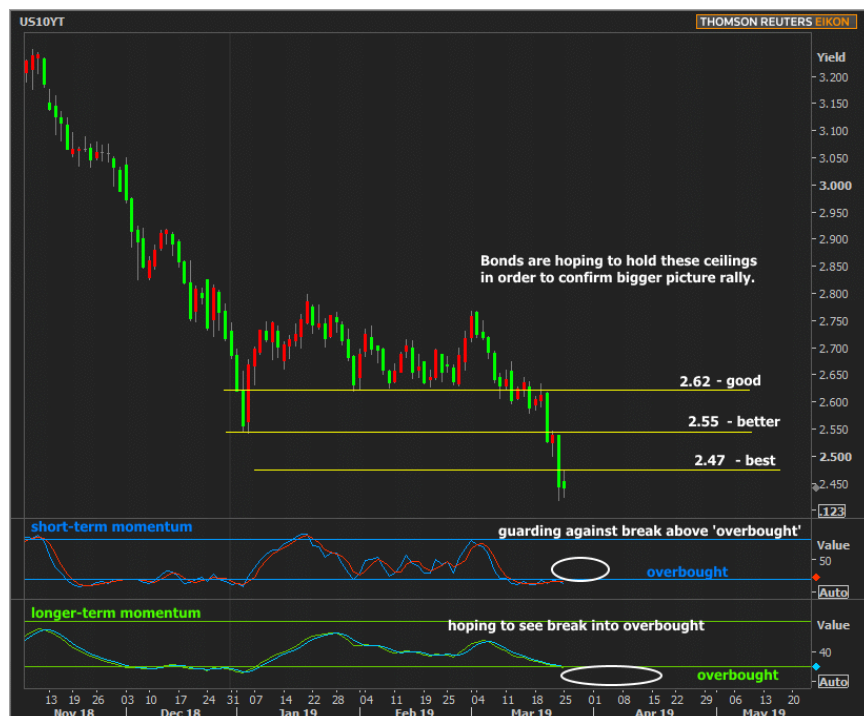 US10YT
THOMSON REUTERS EIKON
Yield
3.200
3.150
3.100
3.050
3.000
2.950
2.900
2.850
Bonds are hoping to hold these ceilings
in order to confirm bigger picture rally.
2.800
2.750
2.700
2.650
2.62 - good
2.600
2.55 - better
2.550
2.500
2.47 - best
2.450
.123
short-term momentum
guarding against break above 'overbought'
Value
50
overbought
Auto
longer-term momentum
hoping to see break into overbought
Value
40
overbought
Auto
13 19 26 03 10 17 24 31 07 14 22 28 04 11 19 25 04 11 18 25 01 08 15 22 29 06 13 20
Nov 18 Dec 18 Jan 19 Feb 19 Mar 19 Apr 19 May 19